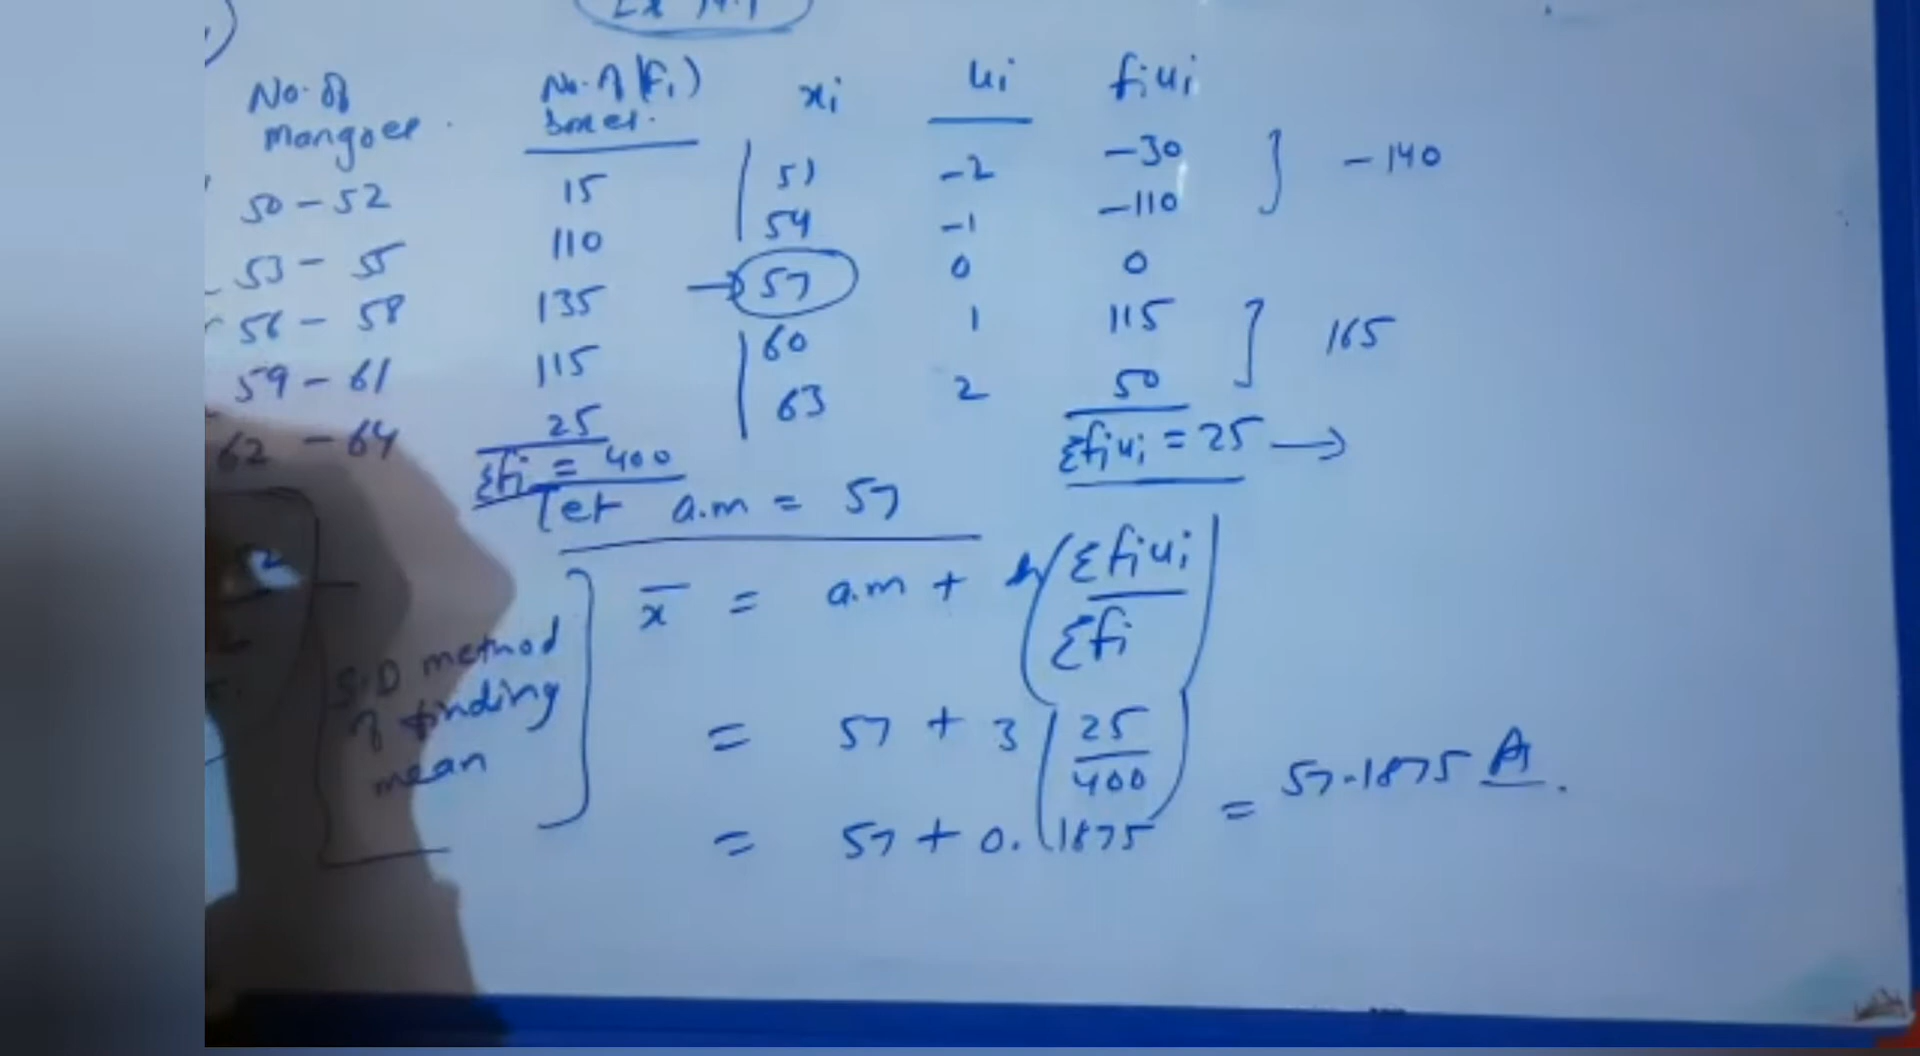 Ex 14.1
No. of mangoes No. of (fi) boxes. xi ui fiui
50 - 52 15 51 -2 -30 ] -140
53 - 55 110 54 -1 -110
56 - 58 135 → 57 0 0
59 - 61 115 60 1 115 ] 165
62 - 64 25 63 2 50
Σfi = 400 Σfiui = 25 →
Let a.m = 57
x̄ = a.m + h ( Σfiui / Σfi )
S.D method of finding mean
= 57 + 3 ( 25 / 400 )
= 57 + 0.1875 = 57.1875 A.